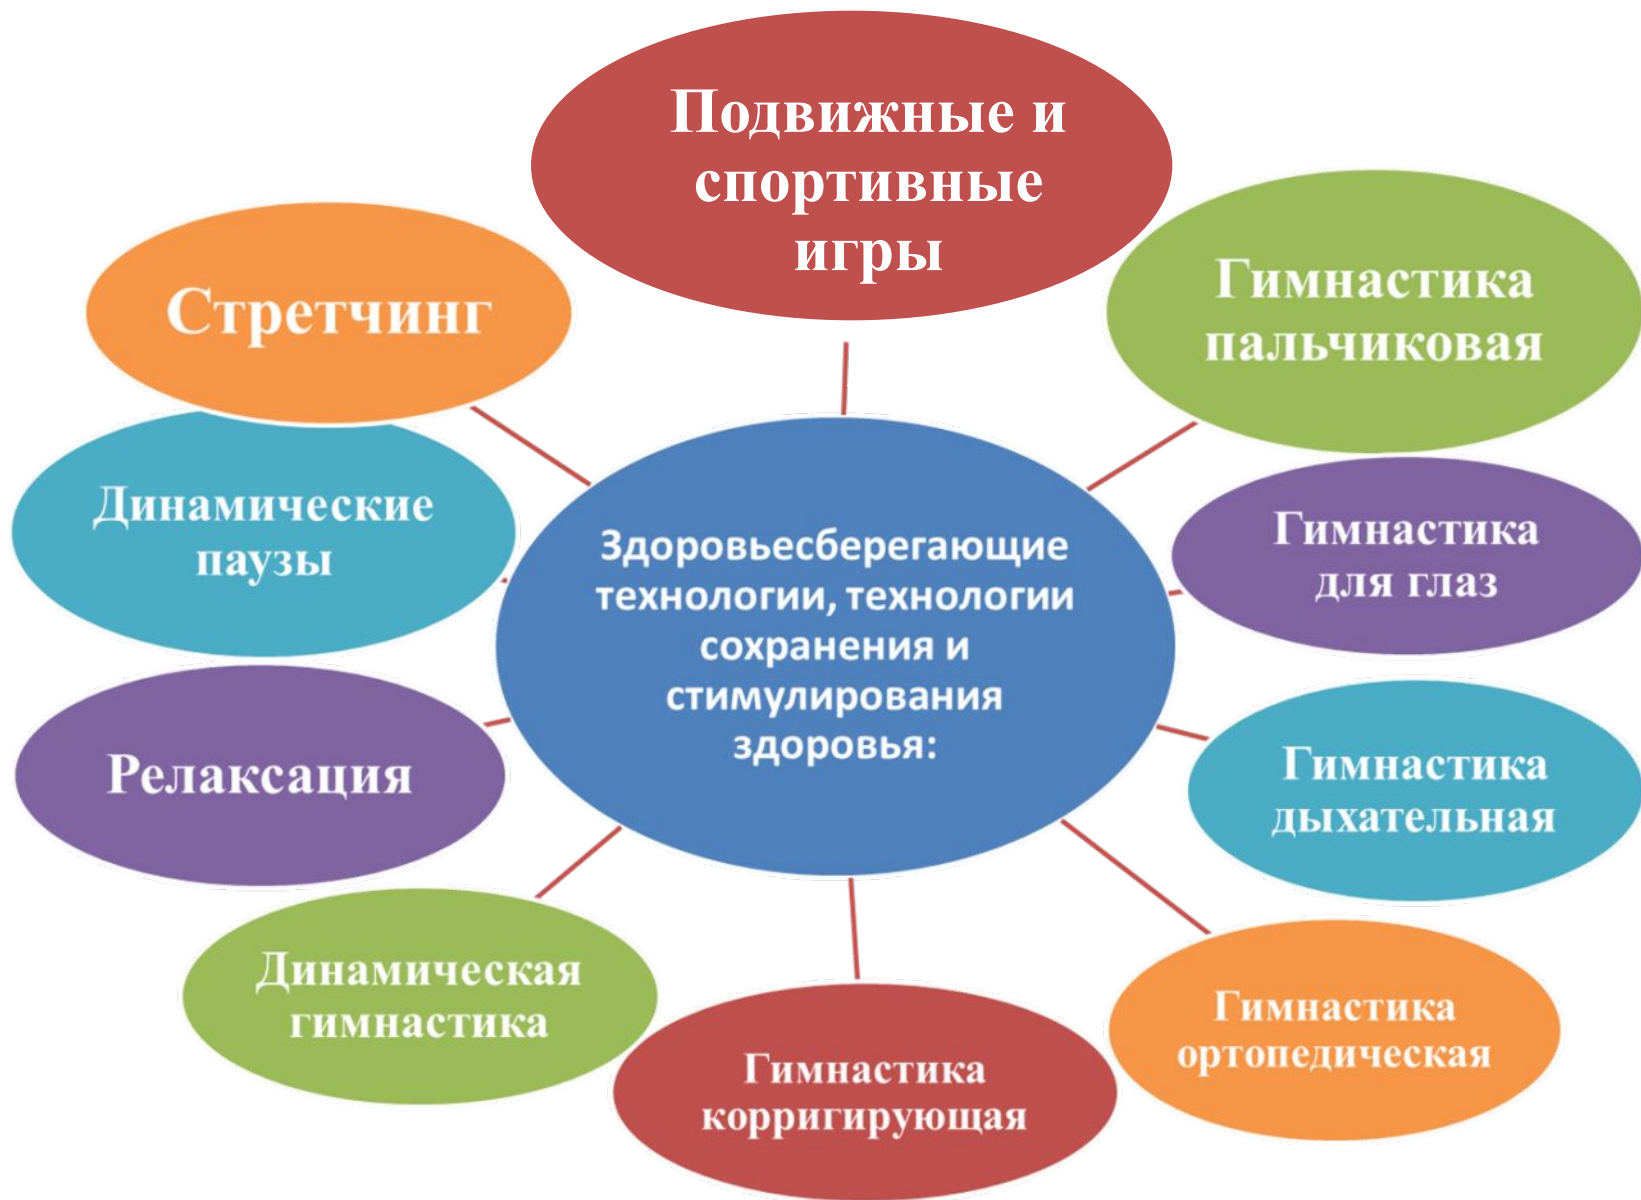 Подвижные и
спортивные
игры
Гимнастика
пальчиковая
Гимнастика
для глаз
Гимнастика
дыхательная
Гимнастика
ортопедическая
Гимнастика
корригирующая
Динамическая
гимнастика
Релаксация
Динамические
паузы
Стретчинг
Здоровьесберегающие
технологии, технологии
сохранения и
стимулирования
здоровья: